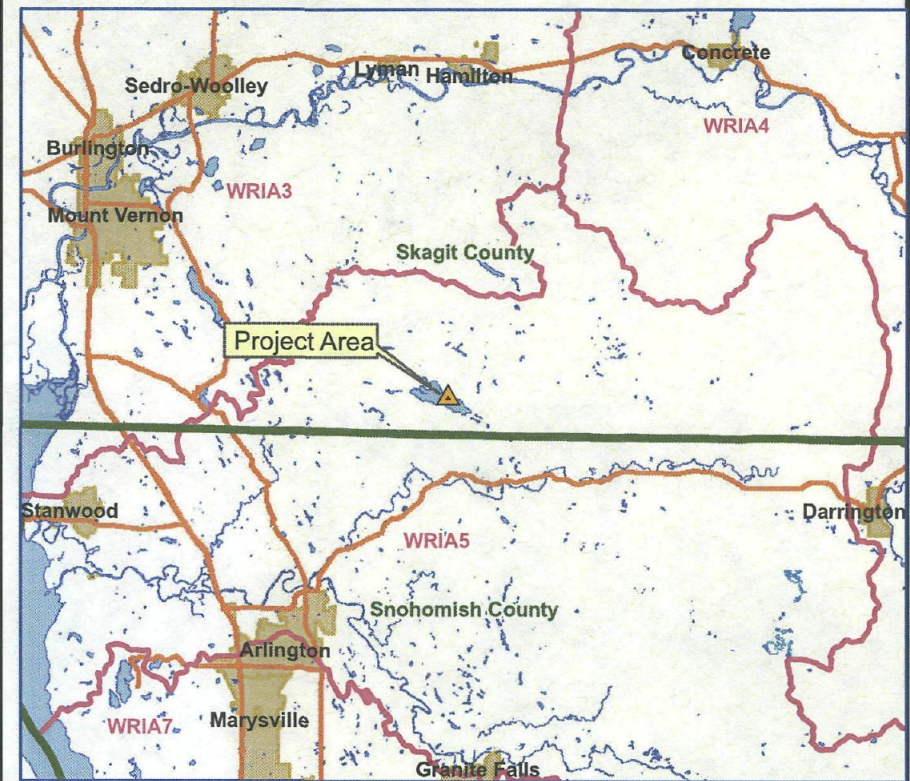 Concrete
Lyman
Hamilton
Sedro-Woolley
WRIA4
Burlington
WRIA3
Mount Vernon
Skagit County
Project Area
Stanwood
Darrington
WRIA5
Snohomish County
Arlington
WRIA7
Marysville
Granite Falls